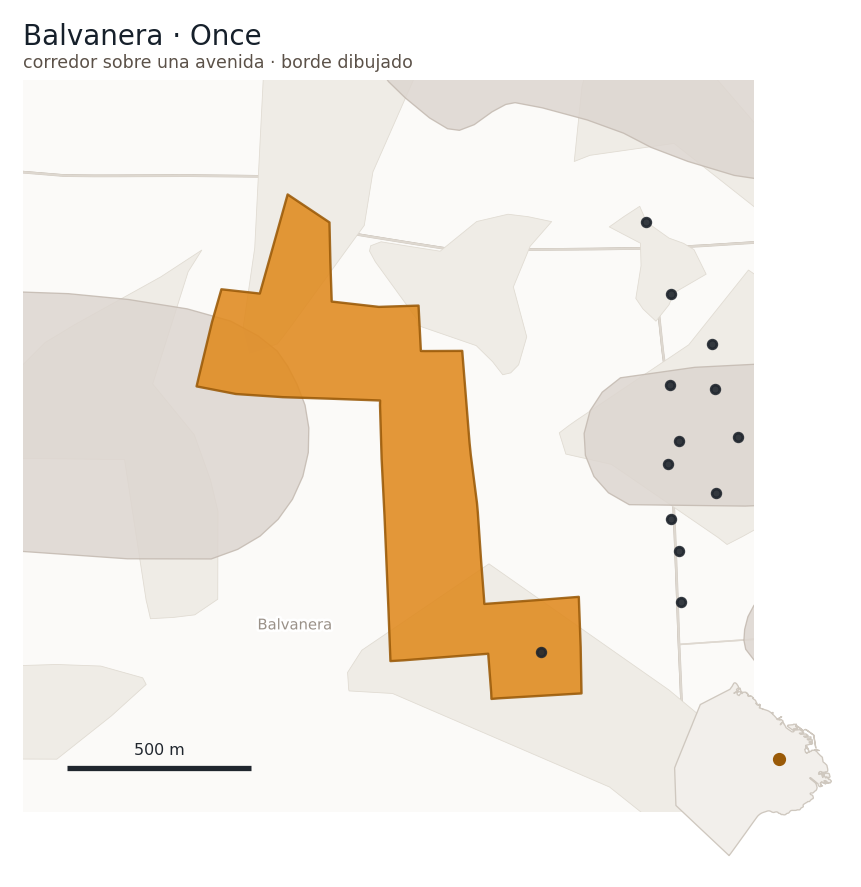 Balvanera · Once
corredor sobre una avenida · borde dibujado
Balvanera
500 m